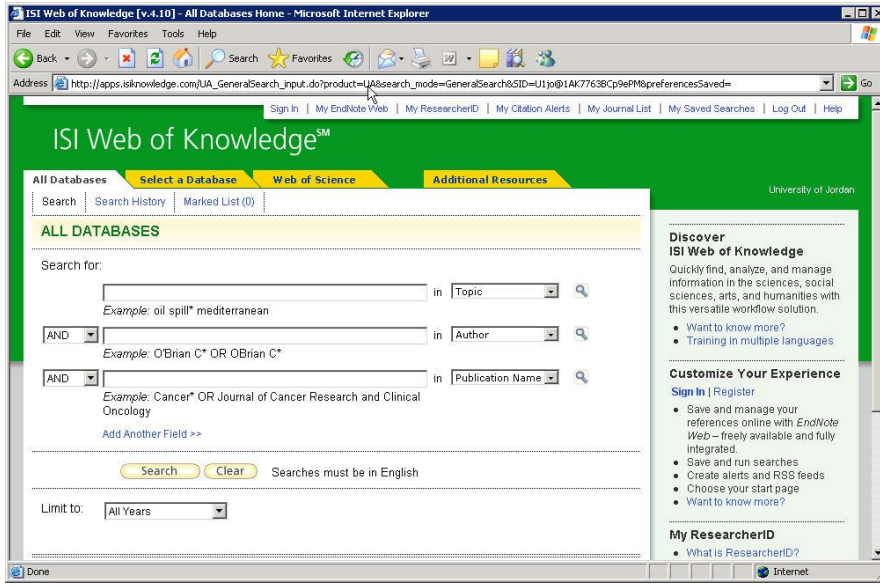 ISI Web of Knowledge [v.4.10] - All Databases Home - Microsoft Internet Explorer
File Edit View Favorites Tools Help
Back Search Favorites
Address http://apps.isiknowledge.com/UA_GeneralSearch_input.do?product=UA&search_mode=GeneralSearch&SID=U1jo@1AK7763BCp9ePM&preferencesSaved= Go
Sign In | My EndNote Web | My ResearcherID | My Citation Alerts | My Journal List | My Saved Searches | Log Out | Help
ISI Web of Knowledge℠
All Databases Select a Database Web of Science Additional Resources
University of Jordan
Search Search History Marked List (0)
ALL DATABASES
Search for:
in Topic
Example: oil spill* mediterranean
AND in Author
Example: O'Brian C* OR OBrian C*
AND in Publication Name
Example: Cancer* OR Journal of Cancer Research and Clinical
Oncology
Add Another Field >>
Search Clear Searches must be in English
Limit to: All Years
Discover
ISI Web of Knowledge
Quickly find, analyze, and manage
information in the sciences, social
sciences, arts, and humanities with
this versatile workflow solution.
• Want to know more?
• Training in multiple languages
Customize Your Experience
Sign In | Register
• Save and manage your
references online with EndNote
Web – freely available and fully
integrated.
• Save and run searches
• Create alerts and RSS feeds
• Choose your start page
• Want to know more?
My ResearcherID
• What is ResearcherID?
Done Internet